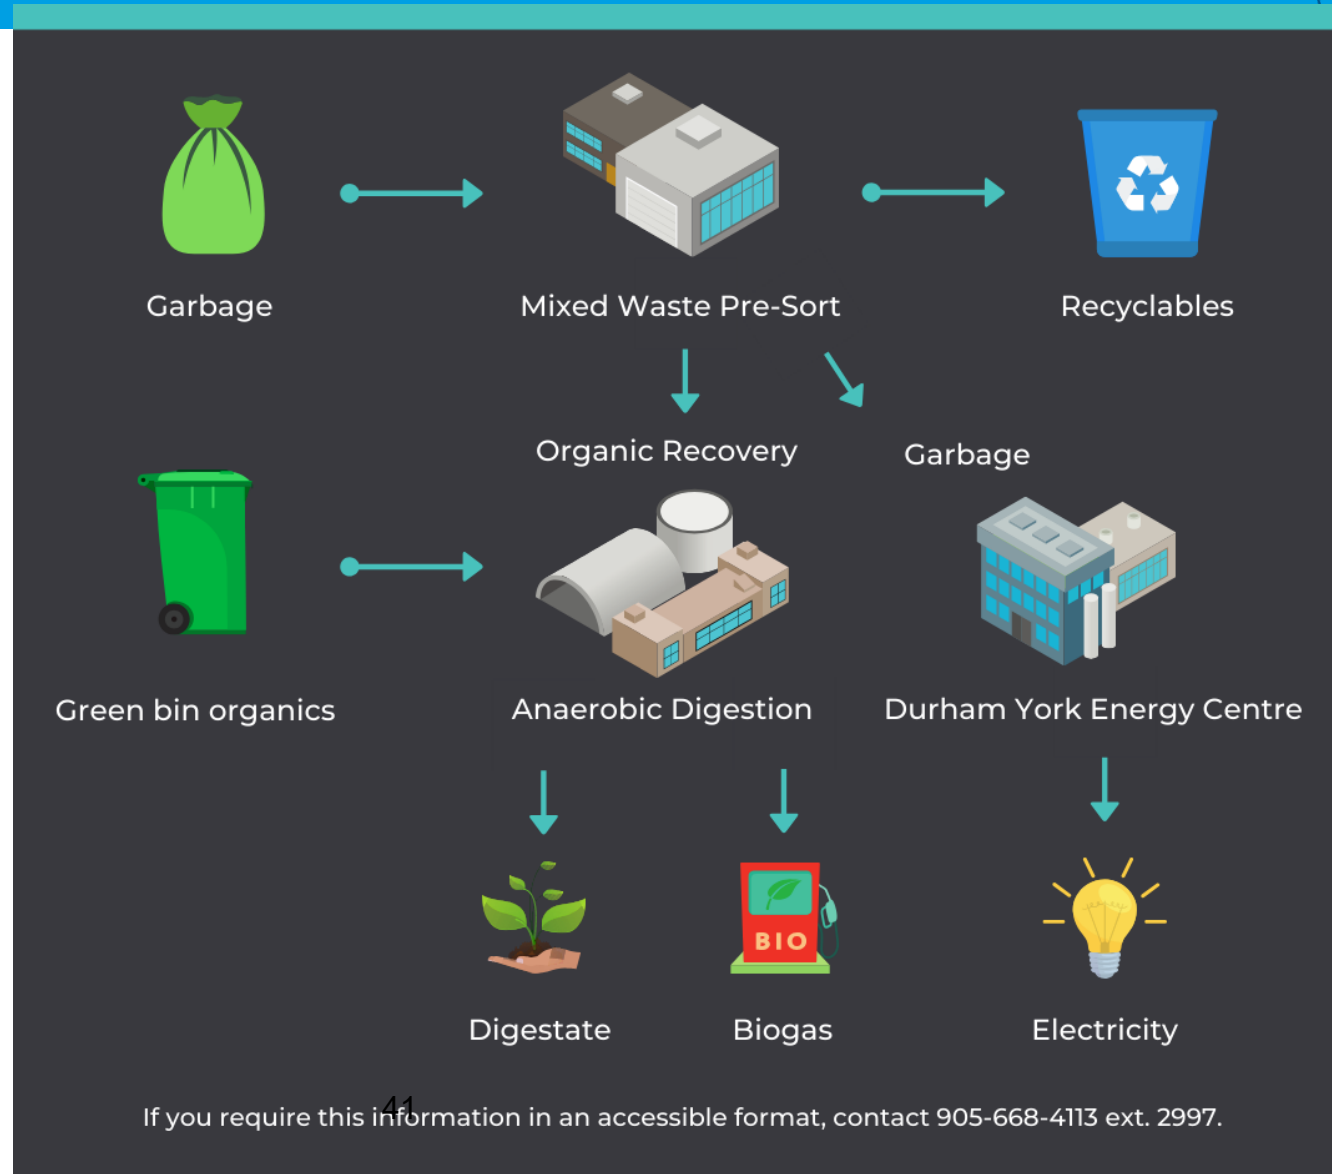 Garbage
Mixed Waste Pre-Sort
Recyclables
Organic Recovery
Garbage
Green bin organics
Anaerobic Digestion
Durham York Energy Centre
BIO
Digestate
Biogas
Electricity
41
If you require this information in an accessible format, contact 905-668-4113 ext. 2997.